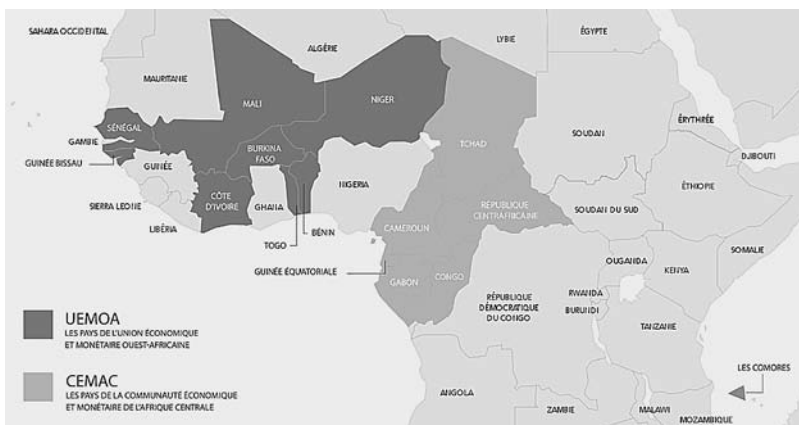 SAHARA OCCIDENTAL
ALGÉRIE
LYBIE
ÉGYPTE
MAURITANIE
MALI
NIGER
TCHAD
SOUDAN
ÉRYTHRÉE
SÉNÉGAL
GAMBIE
GUINÉE BISSAU
GUINÉE
BURKINA
FASO
DJIBOUTI
SIERRA LEONE
CÔTE
D'IVOIRE
GHANA
NIGERIA
ÉTHIOPIE
LIBÉRIA
TOGO
BÉNIN
CAMEROUN
RÉPUBLIQUE
CENTRAFRICAINE
SOUDAN DU SUD
SOMALIE
GUINÉE ÉQUATORIALE
GABON
CONGO
OUGANDA
KENYA
RÉPUBLIQUE
DÉMOCRATIQUE
DU CONGO
RWANDA
BURUNDI
TANZANIE
UEMOA
LES PAYS DE L'UNION ÉCONOMIQUE
ET MONÉTAIRE OUEST-AFRICAINE
CEMAC
LES PAYS DE LA COMMUNAUTÉ ÉCONOMIQUE
ET MONÉTAIRE DE L'AFRIQUE CENTRALE
LES COMORES
ANGOLA
ZAMBIE
MALAWI
MOZAMBIQUE